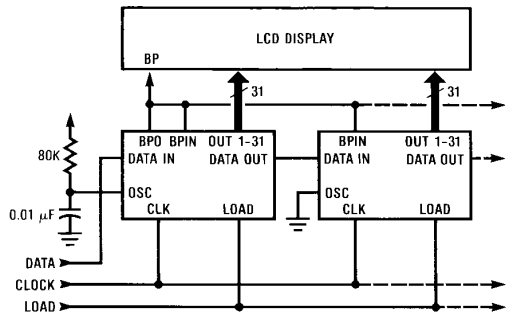 LCD DISPLAY
BP
31
31
80K
BPO BPIN OUT 1-31
DATA IN DATA OUT
OSC
CLK LOAD
BPIN OUT 1-31
DATA IN DATA OUT
OSC
CLK LOAD
0.01 μF
DATA
CLOCK
LOAD